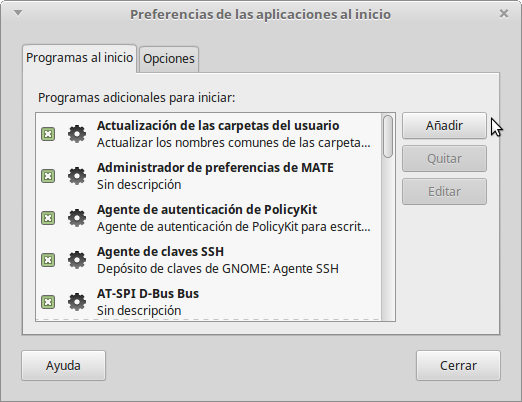 Preferencias de las aplicaciones al inicio
Programas al inicio
Opciones
Programas adicionales para iniciar:
Actualización de las carpetas del usuario
Actualizar los nombres comunes de las carpeta...
Administrador de preferencias de MATE
Sin descripción
Agente de autenticación de PolicyKit
Agente de autenticación de PolicyKit para escrit...
Agente de claves SSH
Depósito de claves de GNOME: Agente SSH
AT-SPI D-Bus Bus
Sin descripción
Añadir
Quitar
Editar
Ayuda
Cerrar